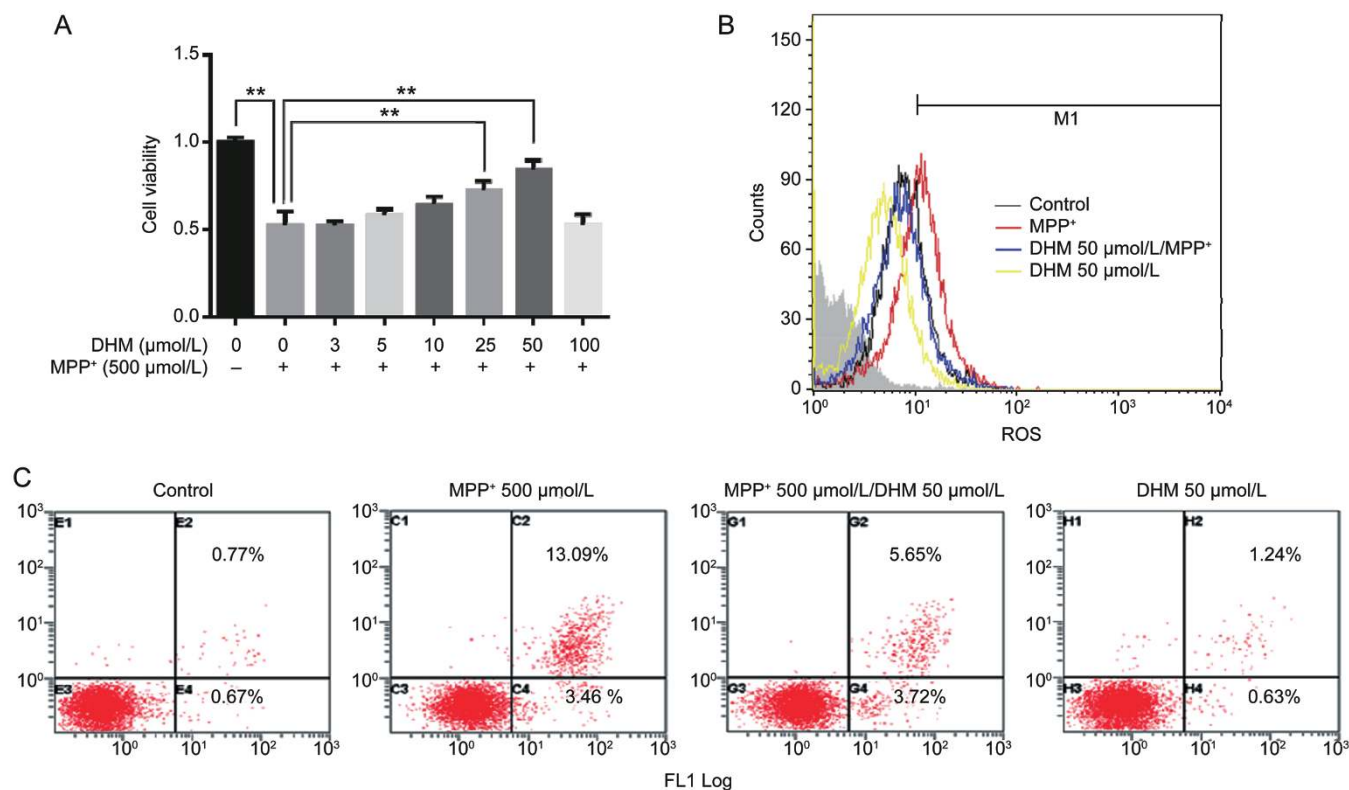 A
1.5
1.0
0.5
0.0
Cell viability
**
**
**
DHM (µmol/L) 0 0 3 5 10 25 50 100
MPP⁺ (500 µmol/L) – + + + + + + +
B
150
120
90
60
30
0
Counts
M1
Control
MPP⁺
DHM 50 µmol/L/MPP⁺
DHM 50 µmol/L
10⁰ 10¹ 10² 10³ 10⁴
ROS
C
Control
10³
10²
10¹
10⁰
E1 E2
0.77%
E3 E4
0.67%
10⁰ 10¹ 10² 10³
MPP⁺ 500 µmol/L
10³
10²
10¹
10⁰
C1 C2
13.09%
C3 C4
3.46 %
10⁰ 10¹ 10² 10³
MPP⁺ 500 µmol/L/DHM 50 µmol/L
10³
10²
10¹
10⁰
G1 G2
5.65%
G3 G4
3.72%
10⁰ 10¹ 10² 10³
DHM 50 µmol/L
10³
10²
10¹
10⁰
H1 H2
1.24%
H3 H4
0.63%
10⁰ 10¹ 10² 10³
FL1 Log